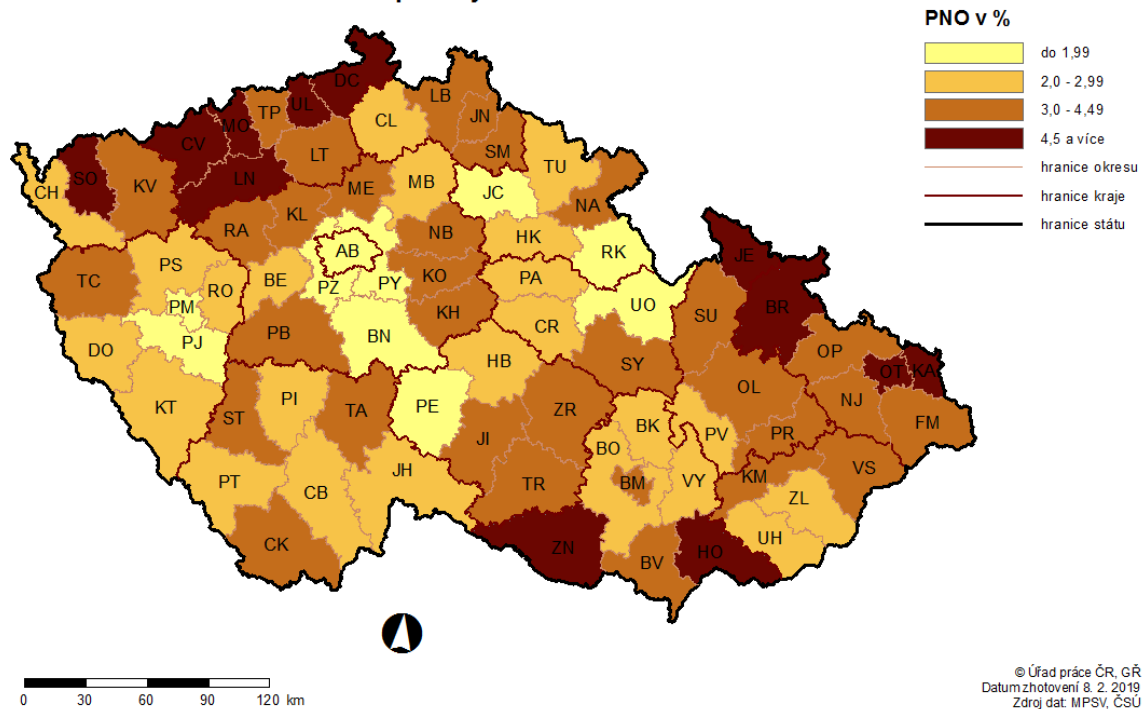 PNO v %
do 1,99
2,0 - 2,99
3,0 - 4,49
4,5 a více
hranice okresu
hranice kraje
hranice státu
DC
LB
UL
TP
MO
JN
CL
CV
LT
SM
TU
SO
LN
KV
CH
ME
MB
JC
NA
KL
RA
NB
HK
AB
RK
JE
TC
PS
BE
RO
PZ
PY
KO
PA
PM
UO
BR
KH
CR
SU
PB
BN
PJ
DO
OP
HB
SY
OT
KA
OL
KT
PI
ST
TA
PE
ZR
NJ
FM
JI
BK
PV
PR
BO
VS
JH
PT
CB
TR
BM
VY
KM
ZL
UH
CK
ZN
BV
HO
0 30 60 90 120 km
© Úřad práce ČR, GŘ
Datum zhotovení 8. 2. 2019
Zdroj dat: MPSV, ČSÚ